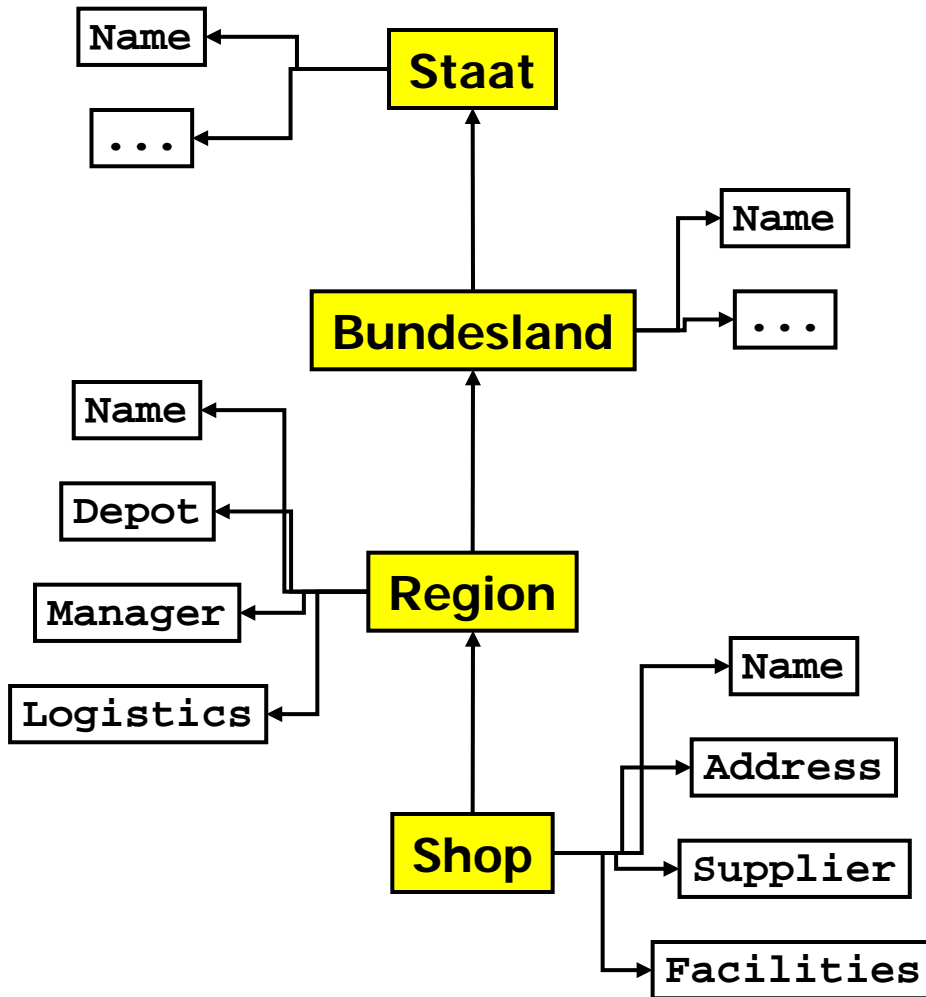 Name
Staat
...
Name
Bundesland
...
Name
Depot
Region
Manager
Name
Logistics
Address
Shop
Supplier
Facilities